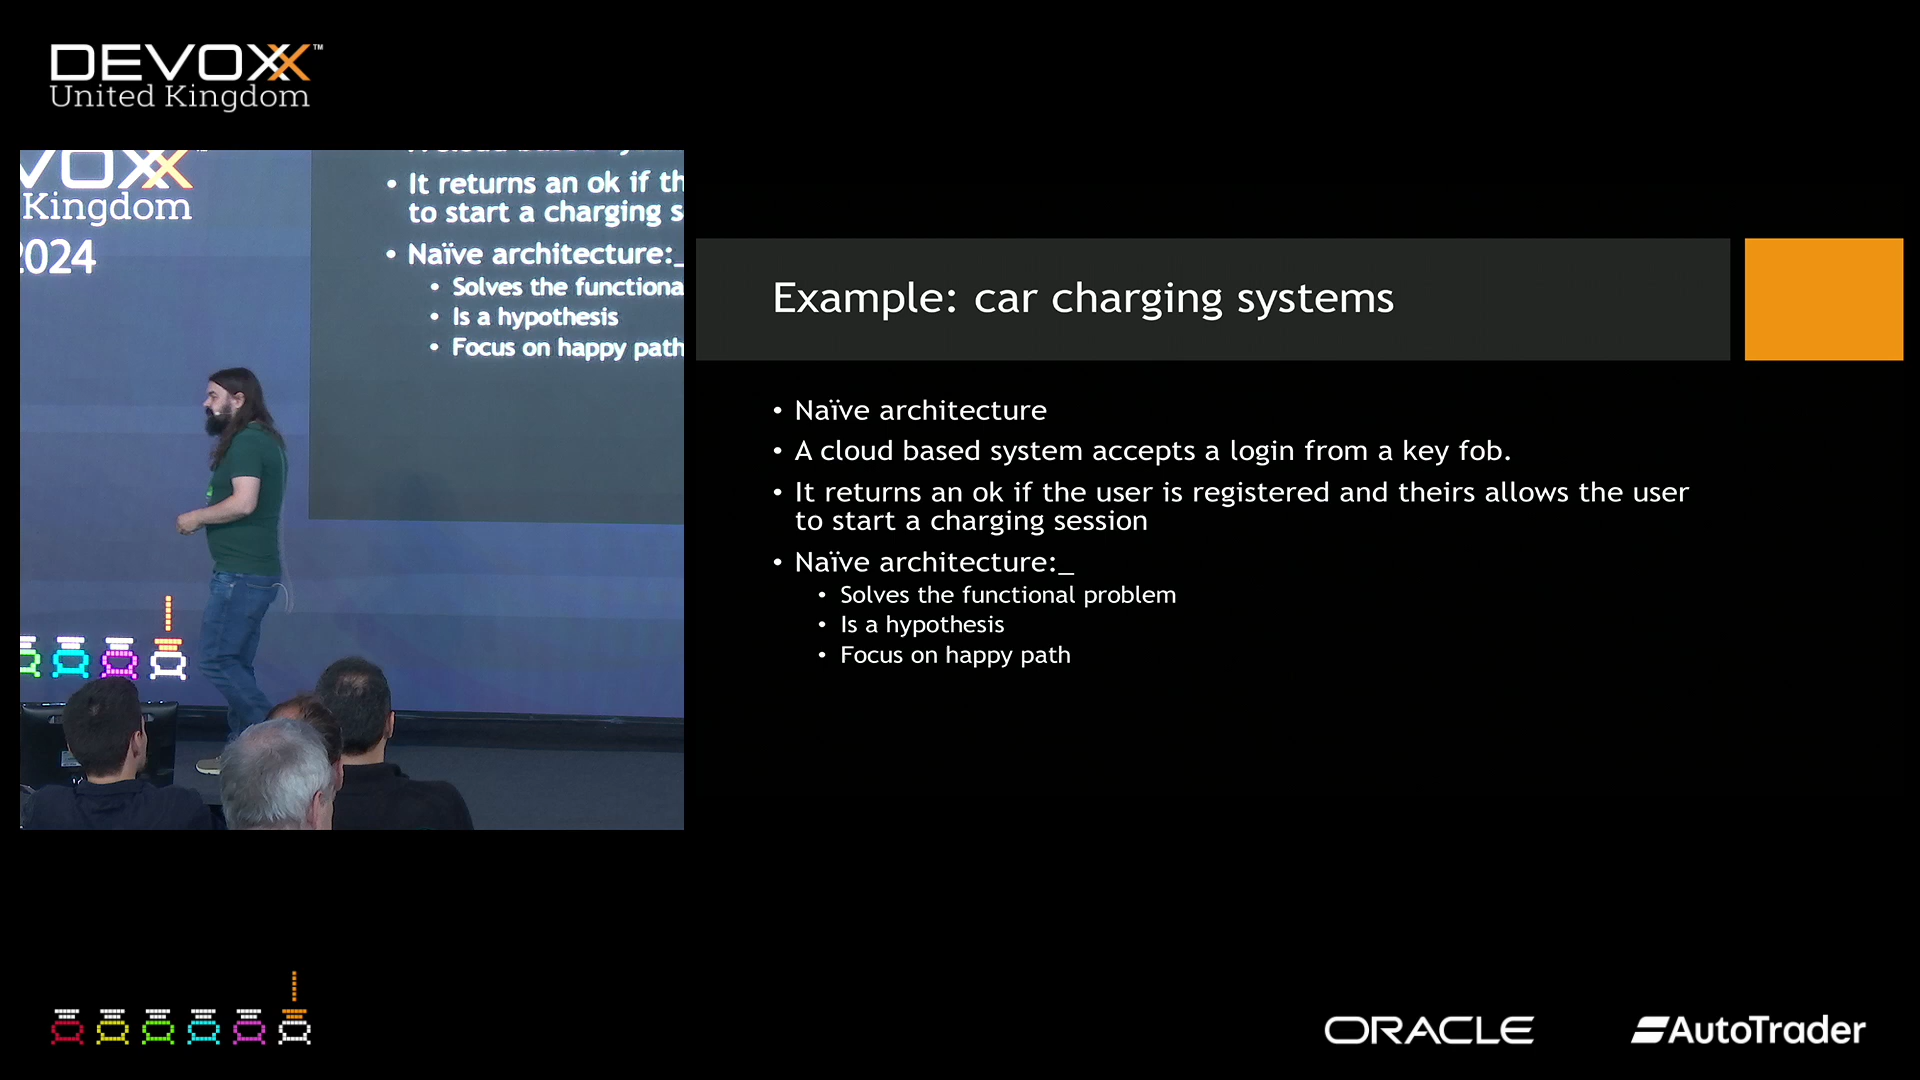 DEVOXX™
United Kingdom
VOXX
Kingdom
2024
• It returns an ok if th
to start a charging s
• Naïve architecture:_
• Solves the functiona
• Is a hypothesis
• Focus on happy path
Example: car charging systems
• Naïve architecture
• A cloud based system accepts a login from a key fob.
• It returns an ok if the user is registered and theirs allows the user
to start a charging session
• Naïve architecture:_
• Solves the functional problem
• Is a hypothesis
• Focus on happy path
ORACLE
AutoTrader